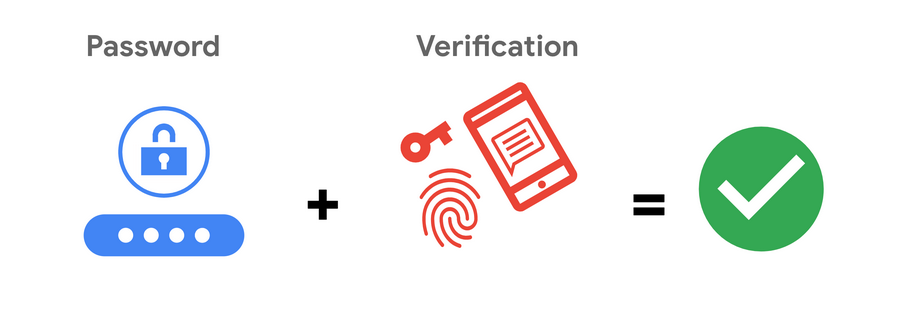 Password
Verification
+
=